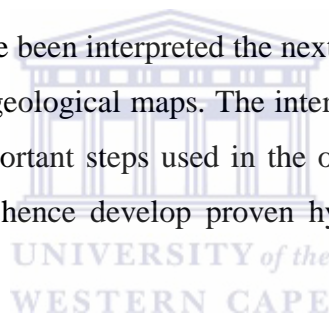 e been interpreted the next
geological maps. The inter
portant steps used in the o
hence develop proven hy
UNIVERSITY of the
WESTERN CAPE